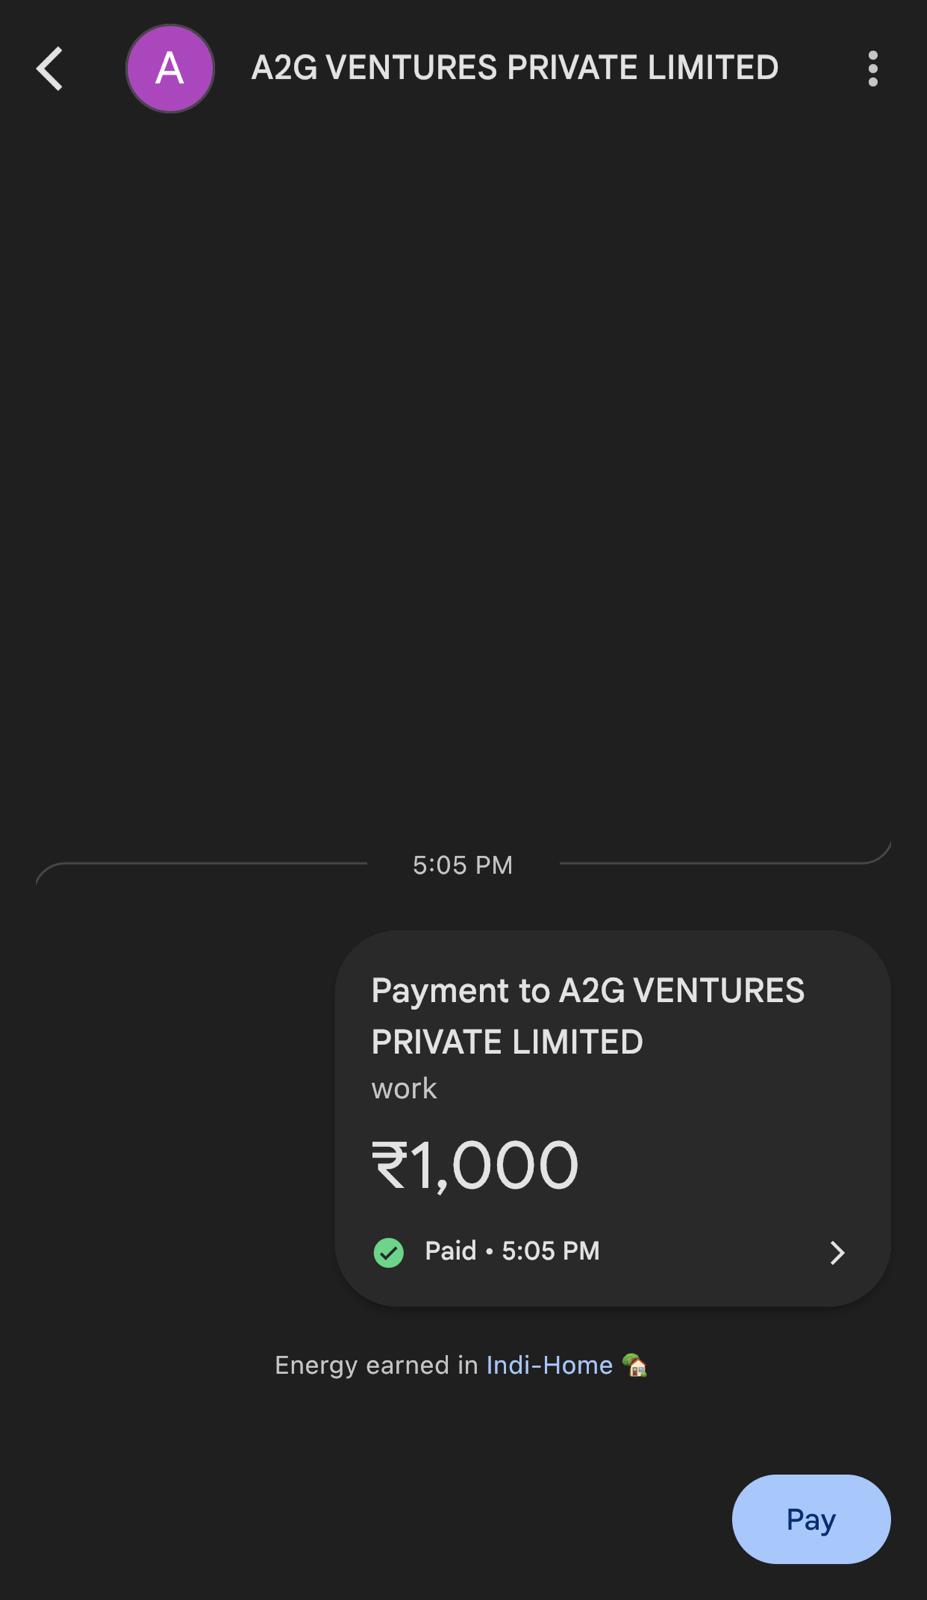 A
A2G VENTURES PRIVATE LIMITED
5:05 PM
Payment to A2G VENTURES
PRIVATE LIMITED
work
₹1,000
Paid • 5:05 PM
Energy earned in Indi-Home 🏡
Pay